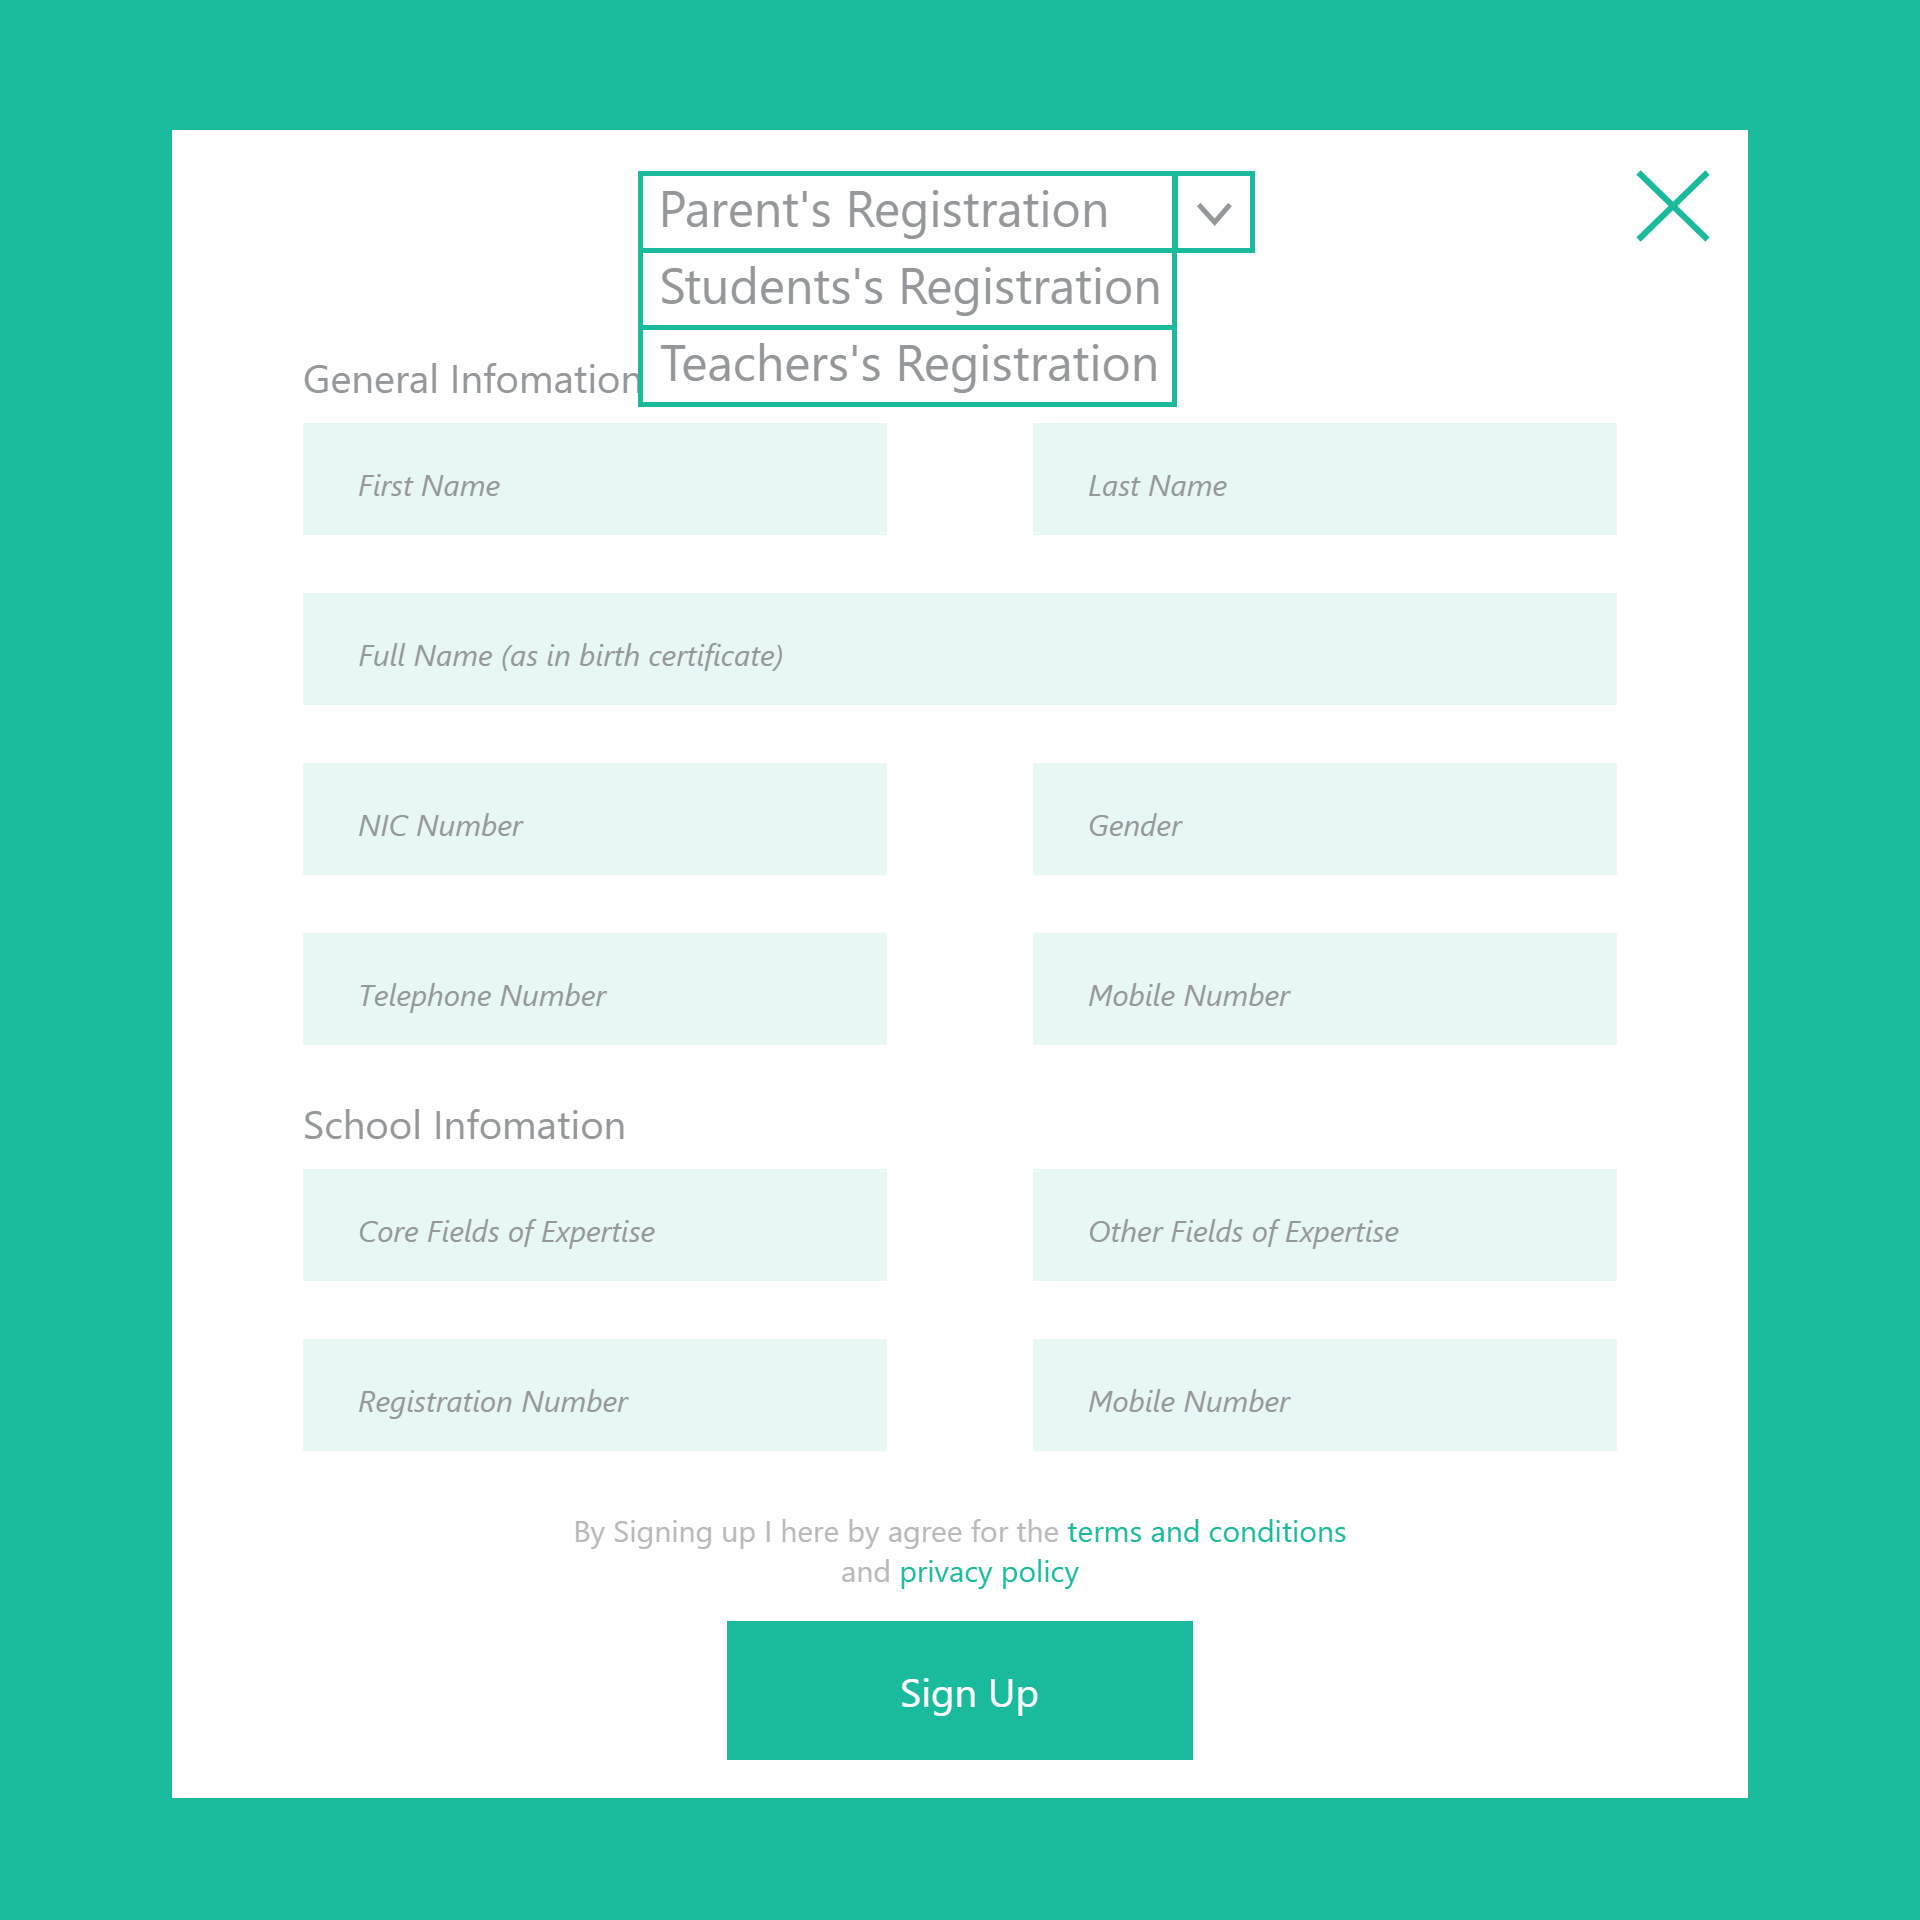 Parent's Registration
Students's Registration
Teachers's Registration
General Infomation
First Name
Last Name
Full Name (as in birth certificate)
NIC Number
Gender
Telephone Number
Mobile Number
School Infomation
Core Fields of Expertise
Other Fields of Expertise
Registration Number
Mobile Number
By Signing up I here by agree for the terms and conditions
and privacy policy
Sign Up